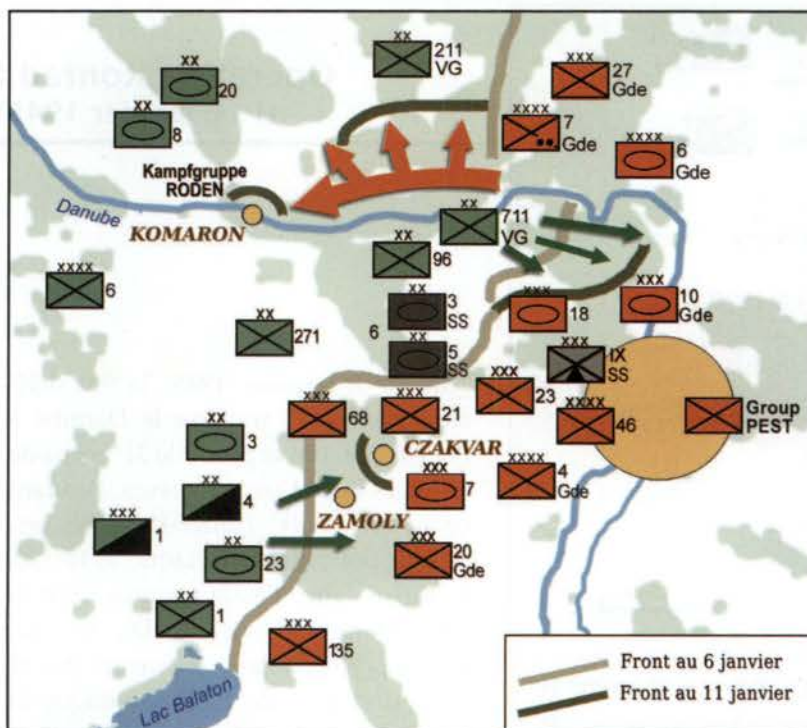 XX
211
VG
XX
20
XX
8
XXX
27
Gde
XXXX
7
Gde
XXXX
6
Gde
Kampfgruppe
RODEN
Danube
KOMARON
XX
711
VG
XX
96
XXXX
6
XX
3
SS
6
XX
5
SS
XX
271
XXX
18
XXX
10
Gde
XXX
IX
SS
XXX
23
XXXX
46
Group
PEST
XXX
68
XXX
21
XX
3
CZAKVAR
XXX
7
XXXX
4
Gde
XX
4
ZAMOLY
XXX
1
XX
23
XXX
20
Gde
XX
1
XXX
135
Lac Balaton
Front au 6 janvier
Front au 11 janvier